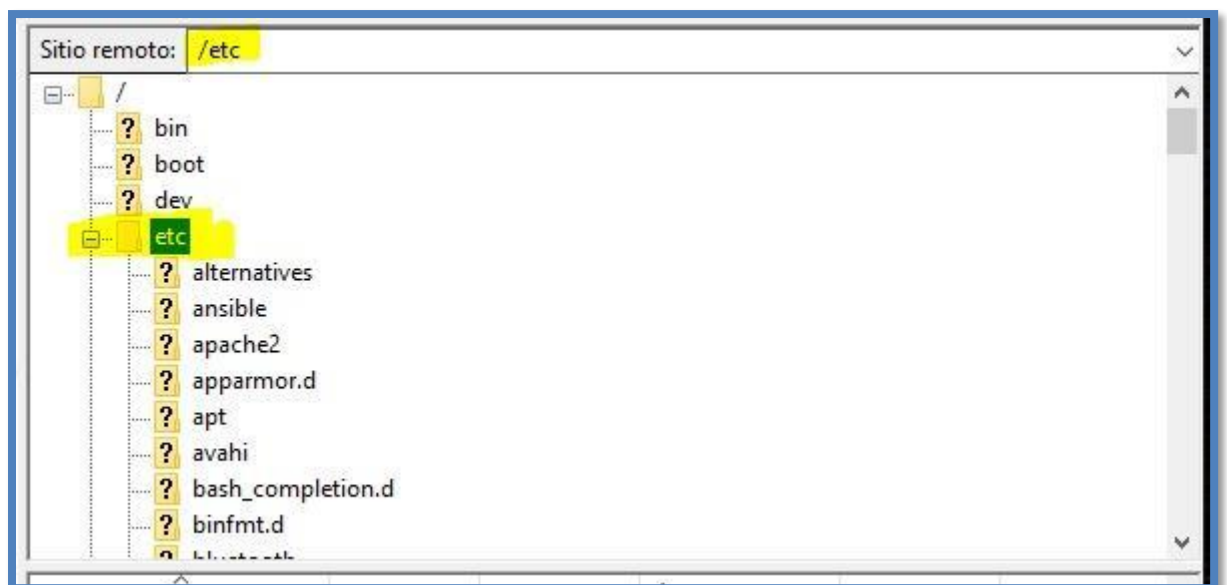 Sitio remoto: /etc
/
? bin
? boot
? dev
etc
? alternatives
? ansible
? apache2
? apparmor.d
? apt
? avahi
? bash_completion.d
? binfmt.d